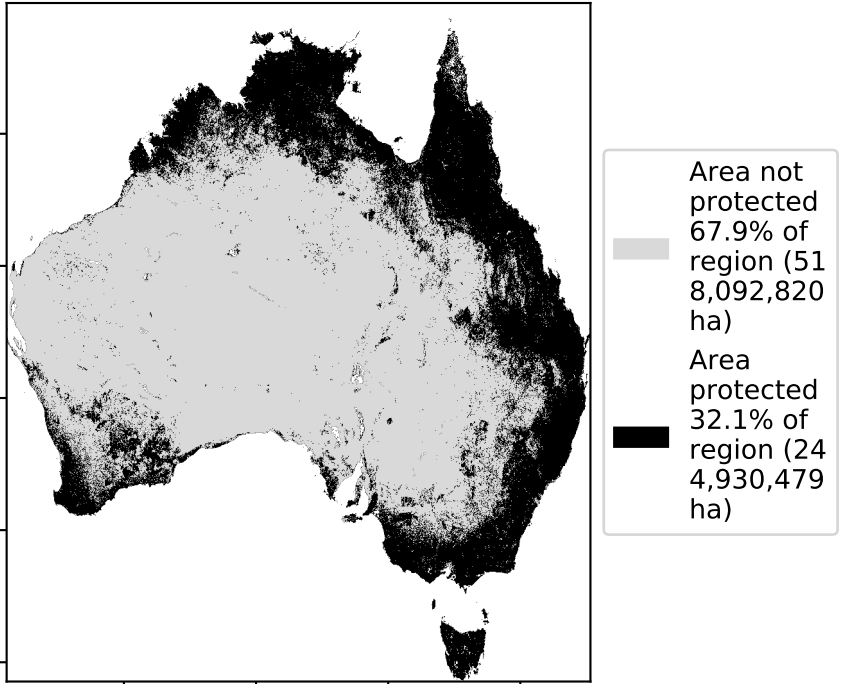 Area not
protected
67.9% of
region (51
8,092,820
ha)
Area
protected
32.1% of
region (24
4,930,479
ha)